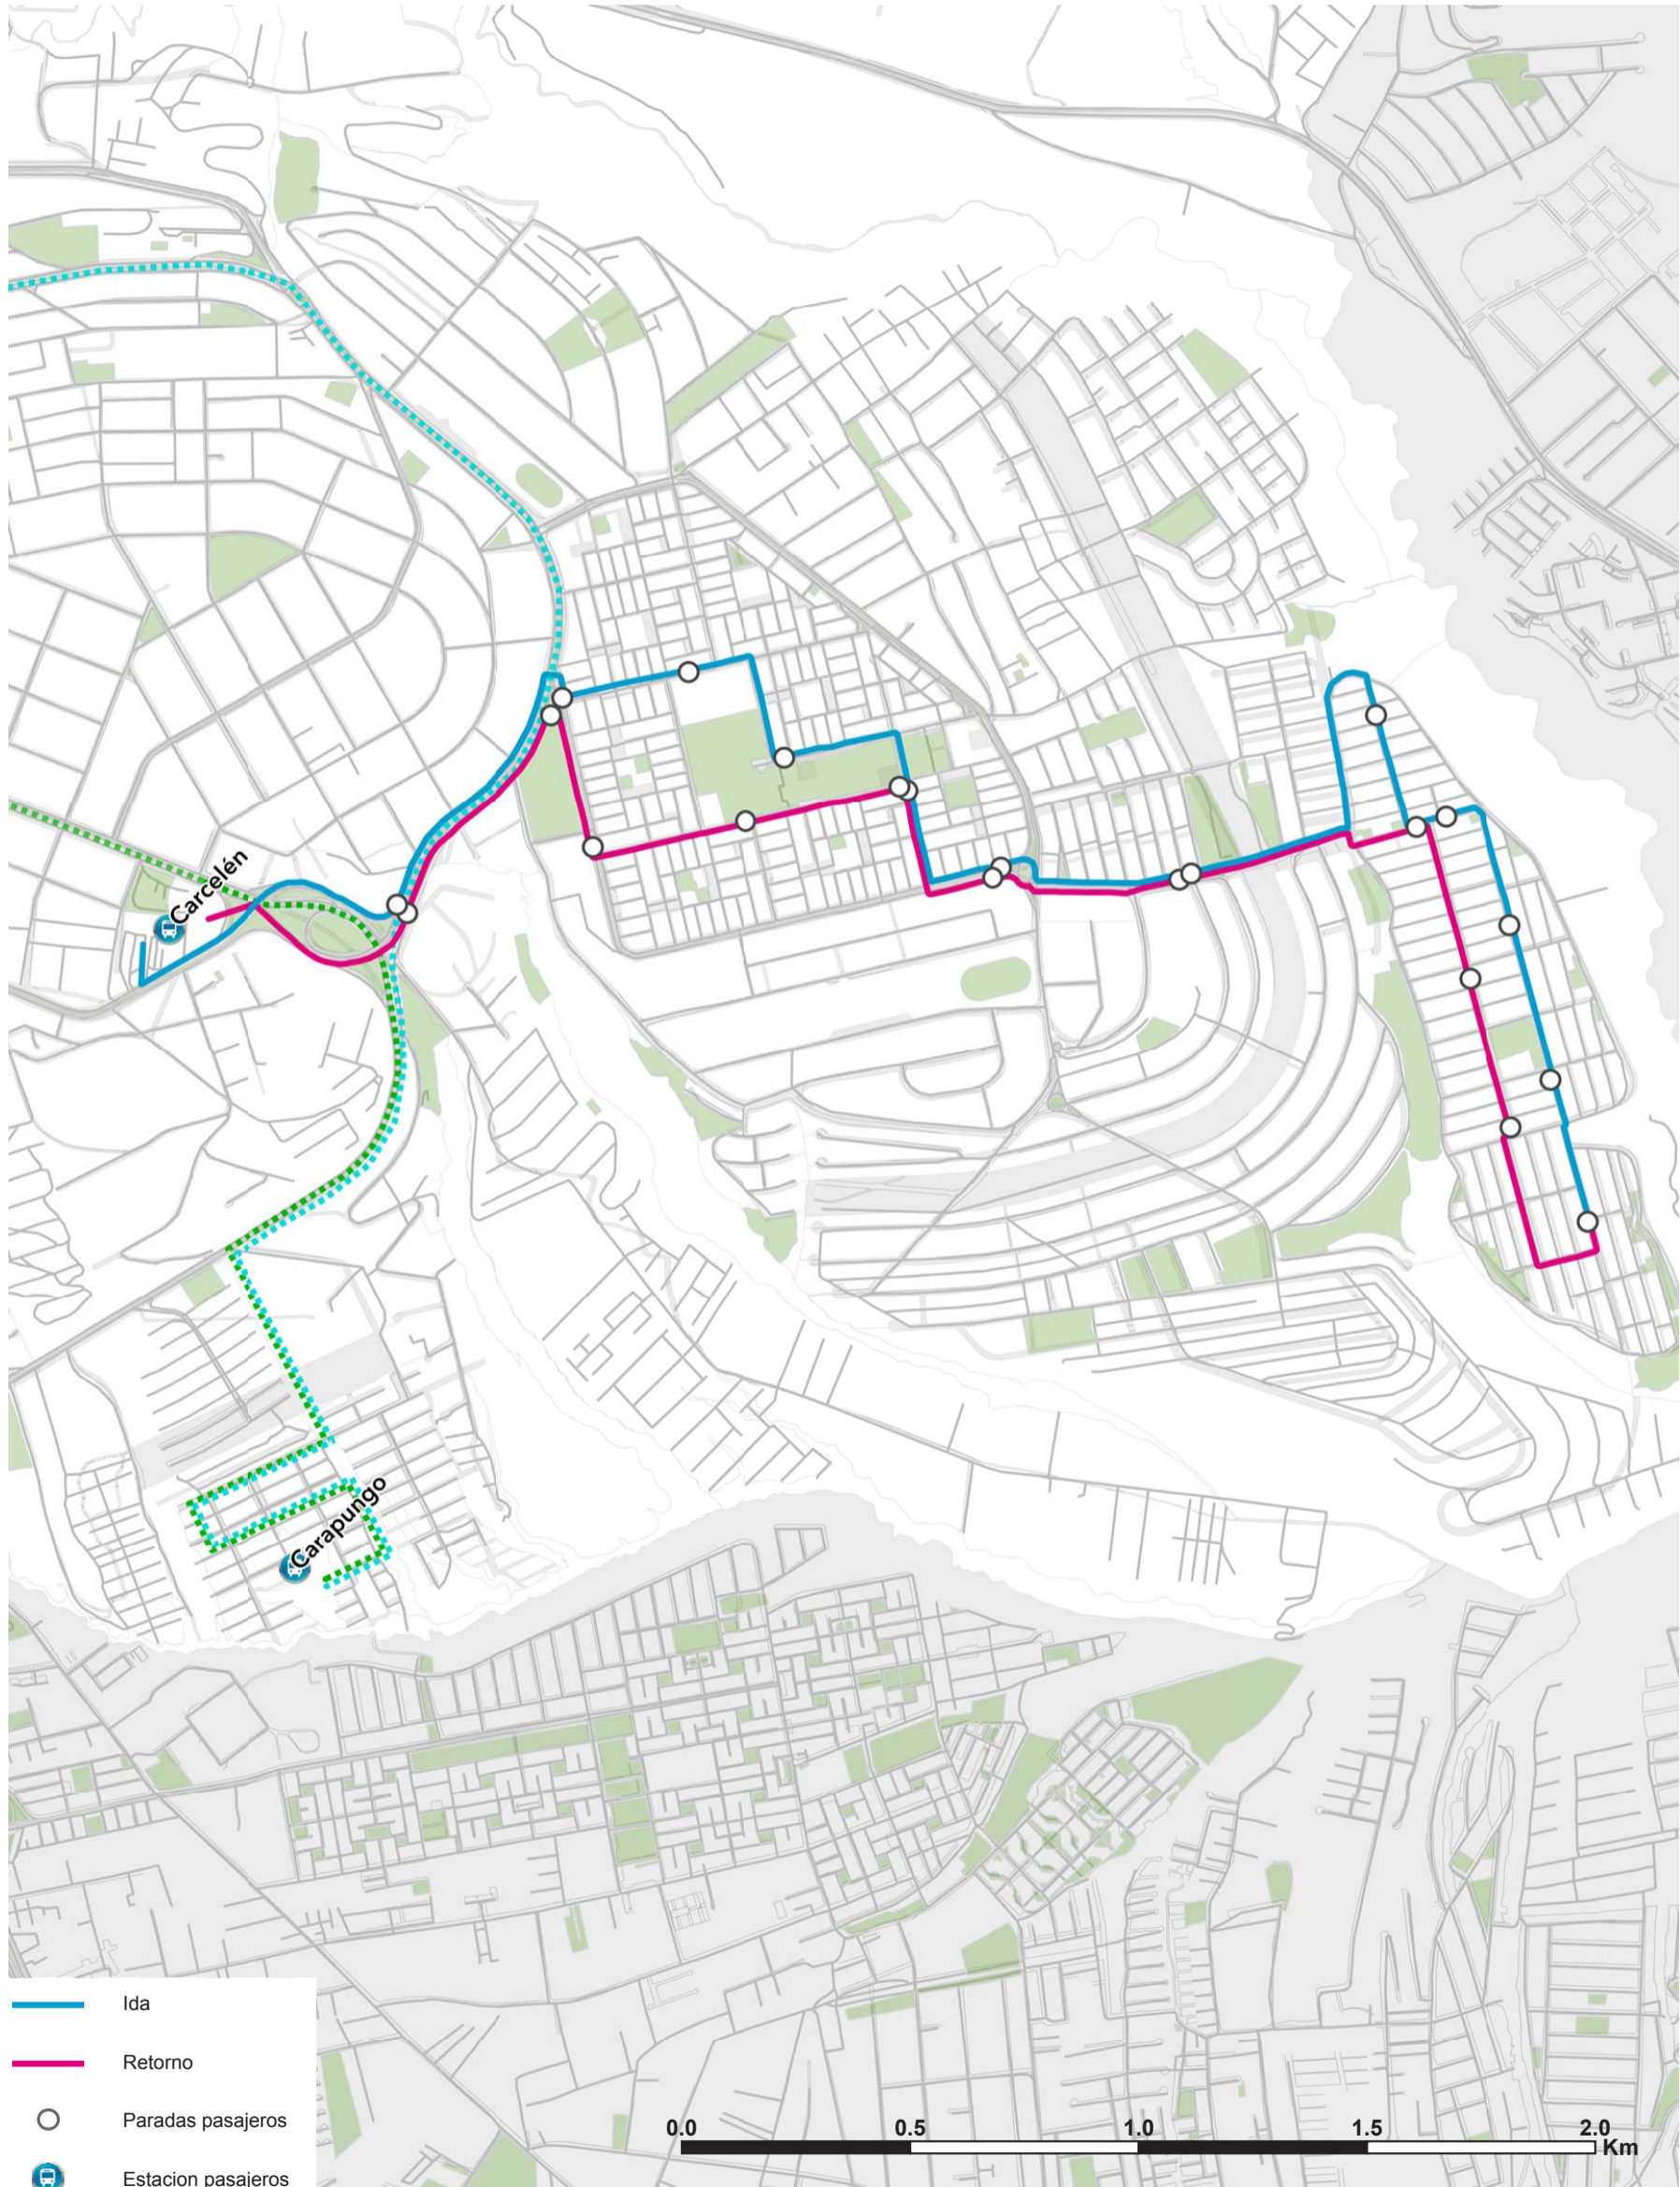 Carcelén
Carapungo
Ida
Retorno
Paradas pasajeros
Estacion pasajeros
0.0 0.5 1.0 1.5 2.0
Km